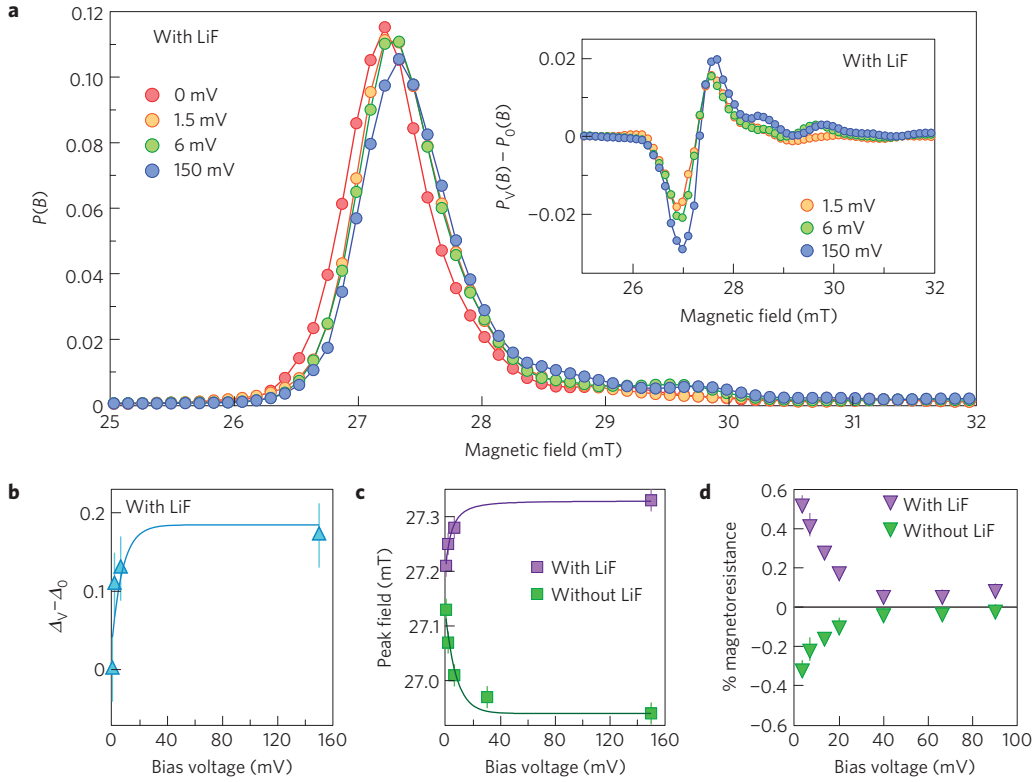 a
With LiF
0 mV
1.5 mV
6 mV
150 mV
P(B)
0.12
0.10
0.08
0.06
0.04
0.02
0
25
26
27
28
29
30
31
32
Magnetic field (mT)
With LiF
P_V(B) − P_0(B)
0.02
0
−0.02
1.5 mV
6 mV
150 mV
26
28
30
32
Magnetic field (mT)
b
With LiF
Δ_V − Δ_0
0.2
0.1
0
0
40
80
120
160
Bias voltage (mV)
c
Peak field (mT)
27.3
27.2
27.1
27.0
With LiF
Without LiF
0
40
80
120
160
Bias voltage (mV)
d
% magnetoresistance
0.6
0.4
0.2
0
−0.2
−0.4
−0.6
With LiF
Without LiF
0
20
40
60
80
100
Bias voltage (mV)